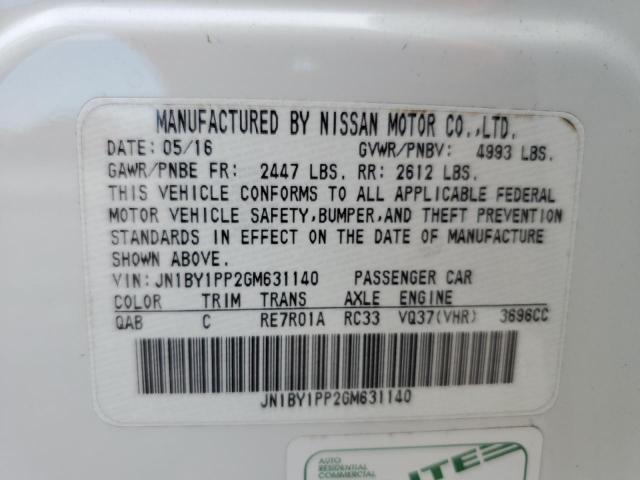 MANUFACTURED BY NISSAN MOTOR CO.,LTD.
DATE: 05/16 GVWR/PNBV: 4993 LBS.
GAWR/PNBE FR: 2447 LBS. RR: 2612 LBS.
THIS VEHICLE CONFORMS TO ALL APPLICABLE FEDERAL
MOTOR VEHICLE SAFETY,BUMPER,AND THEFT PREVENTION
STANDARDS IN EFFECT ON THE DATE OF MANUFACTURE
SHOWN ABOVE.
VIN: JN1BY1PP2GM631140 PASSENGER CAR
COLOR TRIM TRANS AXLE ENGINE
QAB C RE7R01A RC33 VQ37(VHR) 3696CC
JN1BY1PP2GM631140
AUTO
RESIDENTIAL
COMMERCIAL